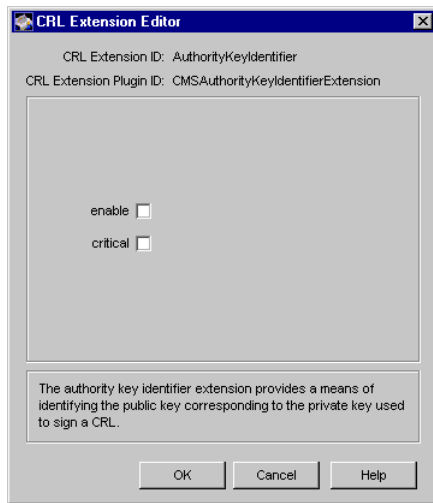 CRL Extension Editor
CRL Extension ID: AuthorityKeyIdentifier
CRL Extension Plugin ID: CMSAuthorityKeyIdentifierExtension
enable
critical
The authority key identifier extension provides a means of
identifying the public key corresponding to the private key used
to sign a CRL.
OK Cancel Help